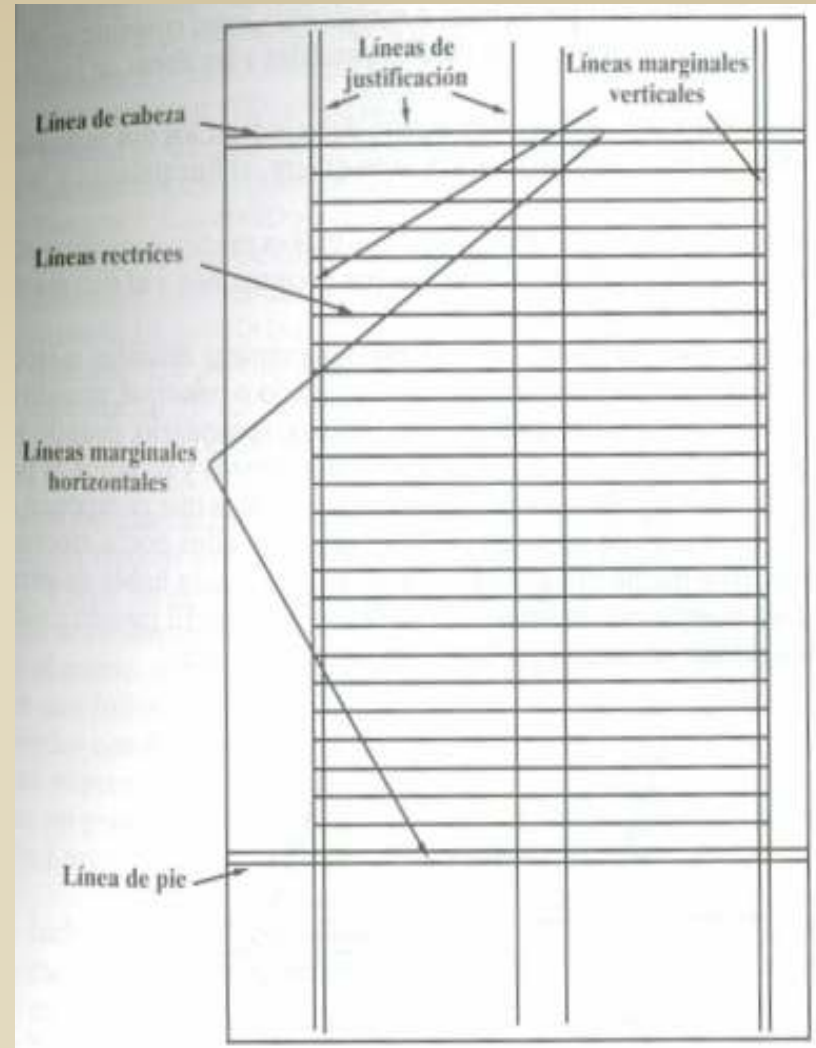 Líneas de
justificación
Líneas marginales
verticales
Línea de cabeza
Líneas rectrices
Líneas marginales
horizontales
Línea de pie